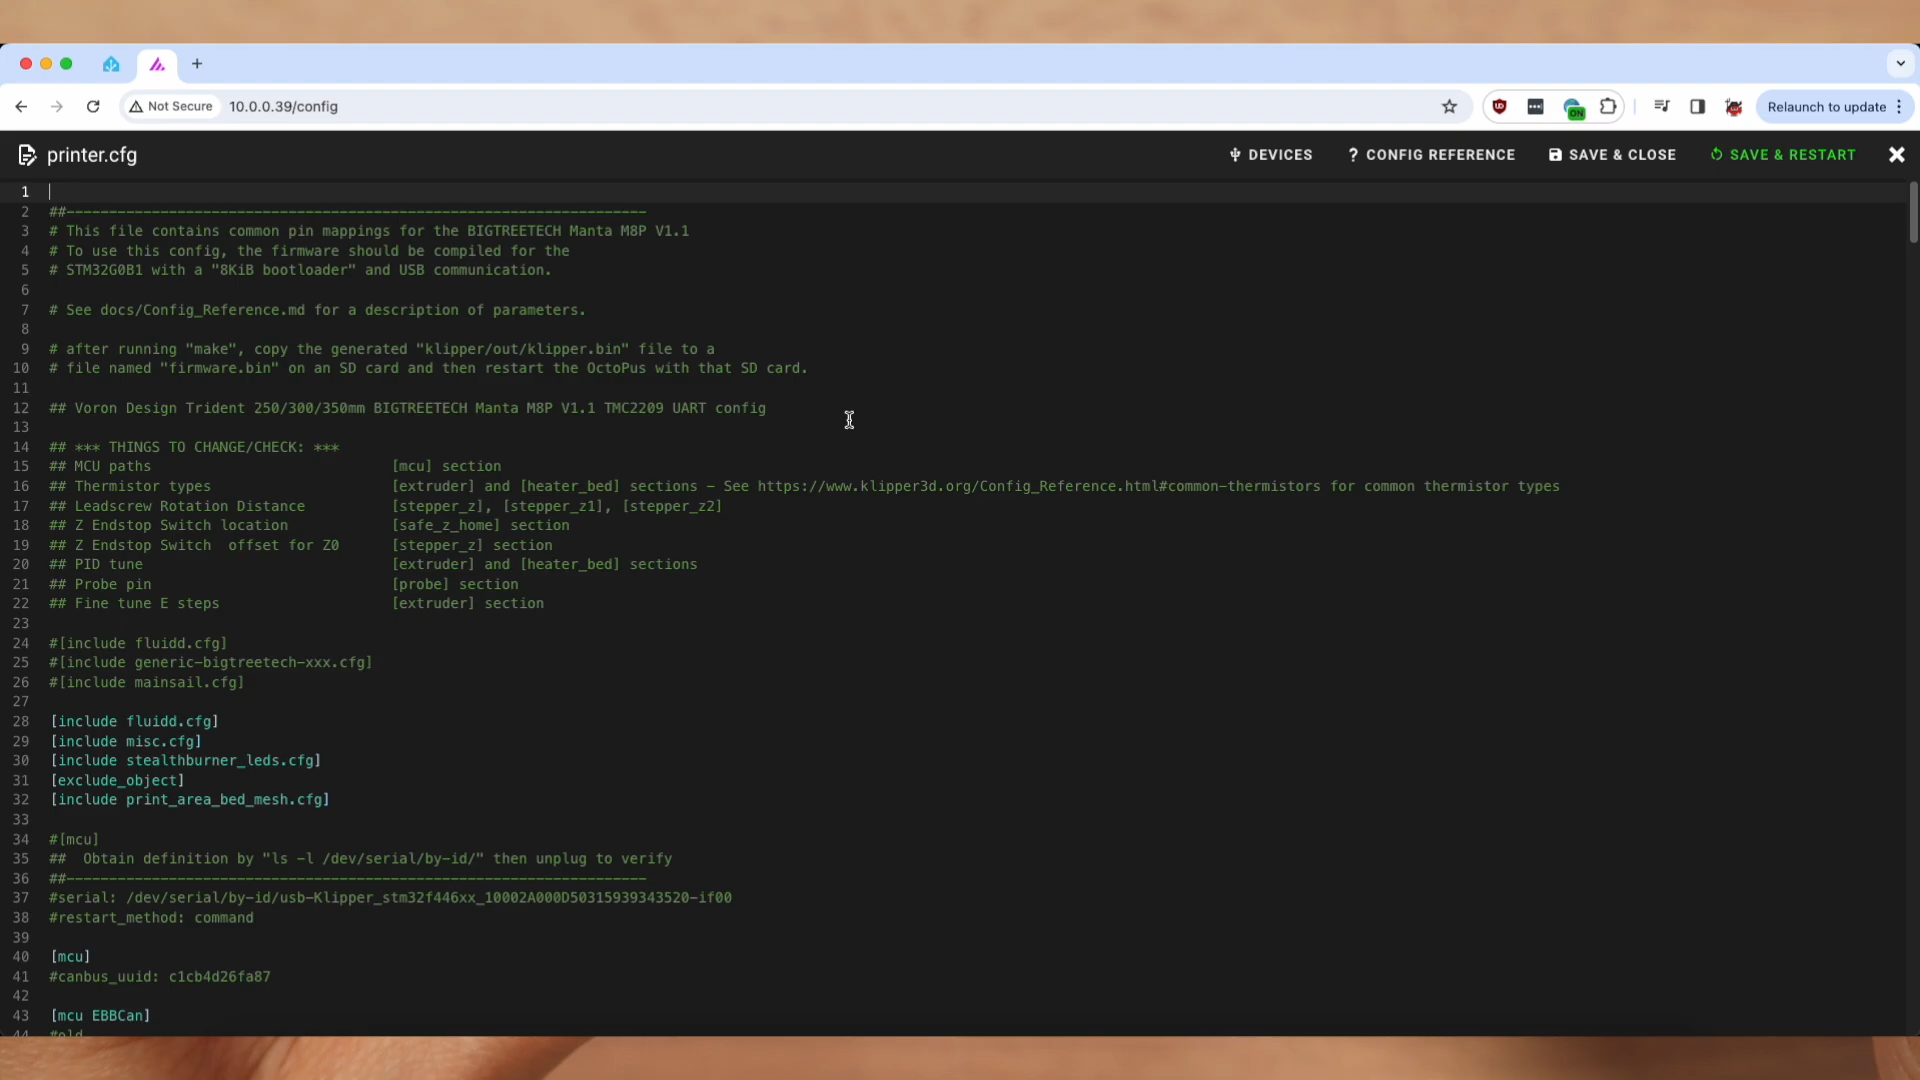 Not Secure
10.0.0.39/config
ON
Relaunch to update
printer.cfg
DEVICES
? CONFIG REFERENCE
SAVE & CLOSE
SAVE & RESTART
1
2 ##--------------------------------------------------------------------
3 # This file contains common pin mappings for the BIGTREETECH Manta M8P V1.1
4 # To use this config, the firmware should be compiled for the
5 # STM32G0B1 with a "8KiB bootloader" and USB communication.
6
7 # See docs/Config_Reference.md for a description of parameters.
8
9 # after running "make", copy the generated "klipper/out/klipper.bin" file to a
10 # file named "firmware.bin" on an SD card and then restart the OctoPus with that SD card.
11
12 ## Voron Design Trident 250/300/350mm BIGTREETECH Manta M8P V1.1 TMC2209 UART config
13
14 ## *** THINGS TO CHANGE/CHECK: ***
15 ## MCU paths [mcu] section
16 ## Thermistor types [extruder] and [heater_bed] sections - See https://www.klipper3d.org/Config_Reference.html#common-thermistors for common thermistor types
17 ## Leadscrew Rotation Distance [stepper_z], [stepper_z1], [stepper_z2]
18 ## Z Endstop Switch location [safe_z_home] section
19 ## Z Endstop Switch offset for Z0 [stepper_z] section
20 ## PID tune [extruder] and [heater_bed] sections
21 ## Probe pin [probe] section
22 ## Fine tune E steps [extruder] section
23
24 #[include fluidd.cfg]
25 #[include generic-bigtreetech-xxx.cfg]
26 #[include mainsail.cfg]
27
28 [include fluidd.cfg]
29 [include misc.cfg]
30 [include stealthburner_leds.cfg]
31 [exclude_object]
32 [include print_area_bed_mesh.cfg]
33
34 #[mcu]
35 ## Obtain definition by "ls -l /dev/serial/by-id/" then unplug to verify
36 ##--------------------------------------------------------------------
37 #serial: /dev/serial/by-id/usb-Klipper_stm32f446xx_10002A000D50315939343520-if00
38 #restart_method: command
39
40 [mcu]
41 #canbus_uuid: c1cb4d26fa87
42
43 [mcu EBBCan]
44 #old